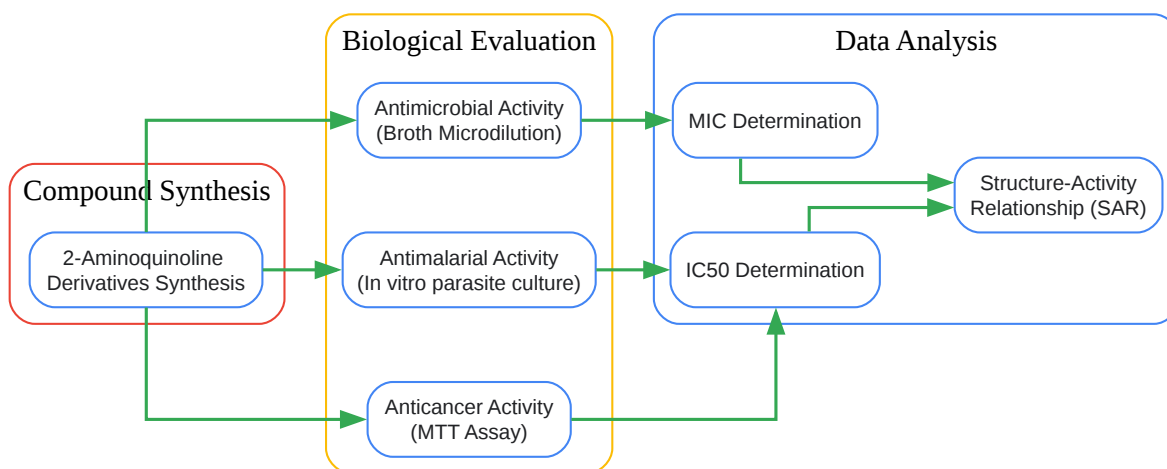 Compound Synthesis
2-Aminoquinoline
Derivatives Synthesis
Biological Evaluation
Antimicrobial Activity
(Broth Microdilution)
Antimalarial Activity
(In vitro parasite culture)
Anticancer Activity
(MTT Assay)
Data Analysis
MIC Determination
IC50 Determination
Structure-Activity
Relationship (SAR)